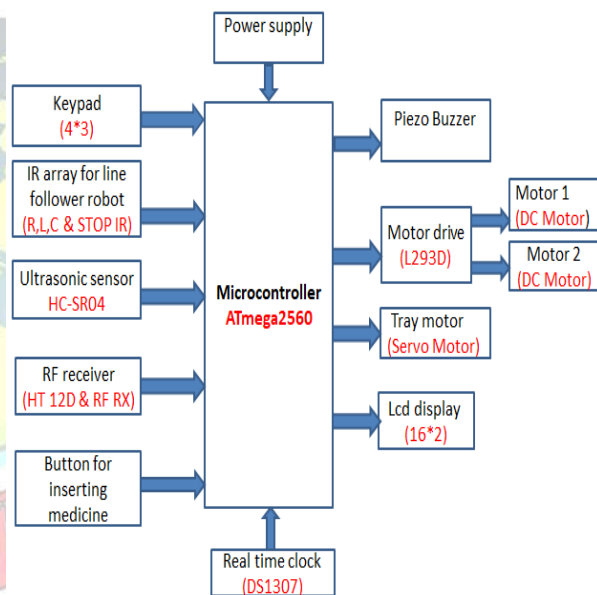 Power supply
Keypad
(4*3)
IR array for line
follower robot
(R,L,C & STOP IR)
Ultrasonic sensor
HC-SR04
RF receiver
(HT 12D & RF RX)
Button for
inserting
medicine
Microcontroller
ATmega2560
Piezo Buzzer
Motor drive
(L293D)
Motor 1
(DC Motor)
Motor 2
(DC Motor)
Tray motor
(Servo Motor)
Lcd display
(16*2)
Real time clock
(DS1307)